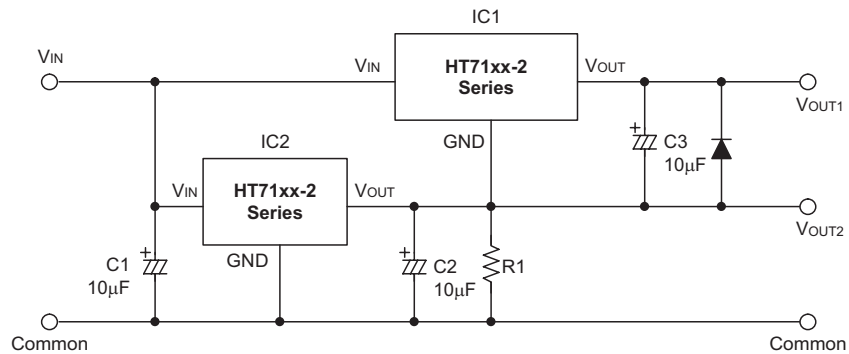 IC1
VIN
VIN
HT71xx-2
Series
VOUT
VOUT1
GND
C3
10μF
IC2
VIN
HT71xx-2
Series
VOUT
VOUT2
GND
C1
10μF
C2
10μF
R1
Common
Common